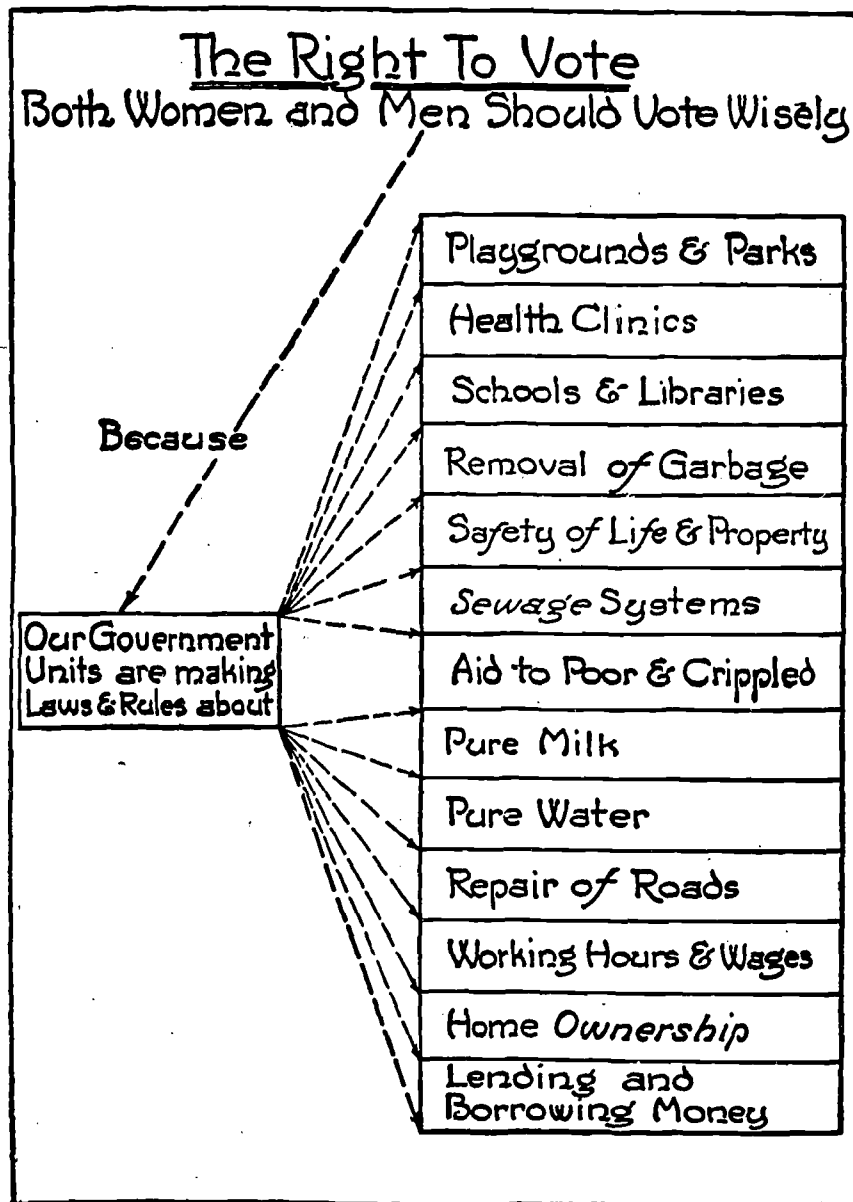 The Right To Vote
Both Women and Men Should Vote Wisely
Because
Our Government
Units are making
Laws & Rules about
Playgrounds & Parks
Health Clinics
Schools & Libraries
Removal of Garbage
Safety of Life & Property
Sewage Systems
Aid to Poor & Crippled
Pure Milk
Pure Water
Repair of Roads
Working Hours & Wages
Home Ownership
Lending and
Borrowing Money